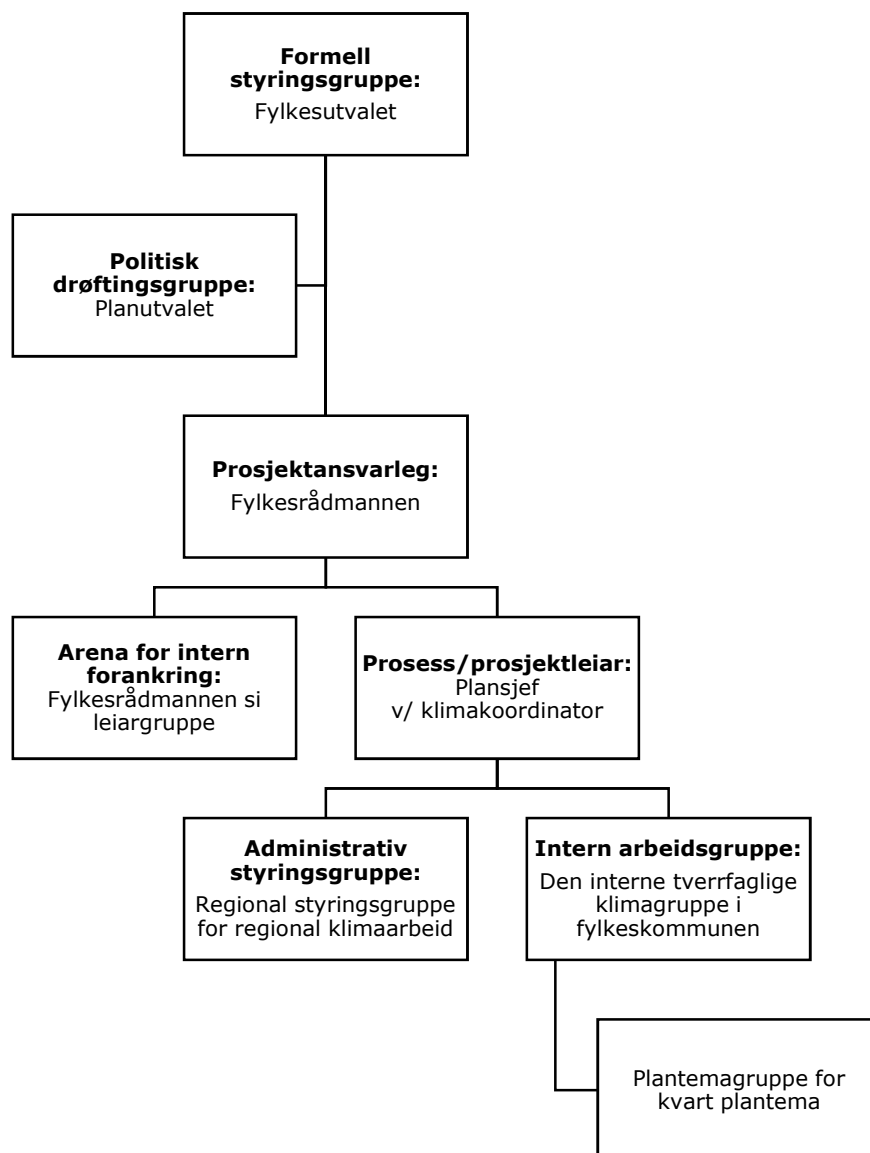 Formell
styringsgruppe:
Fylkesutvalet
Politisk
drøftingsgruppe:
Planutvalet
Prosjektansvarleg:
Fylkesrådmannen
Arena for intern
forankring:
Fylkesrådmannen si
leiargruppe
Prosess/prosjektleiar:
Plansjef
v/ klimakoordinator
Administrativ
styringsgruppe:
Regional styringsgruppe
for regional klimaarbeid
Intern arbeidsgruppe:
Den interne tverrfaglige
klimagruppe i
fylkeskommunen
Plantemagruppe for
kvart plantema